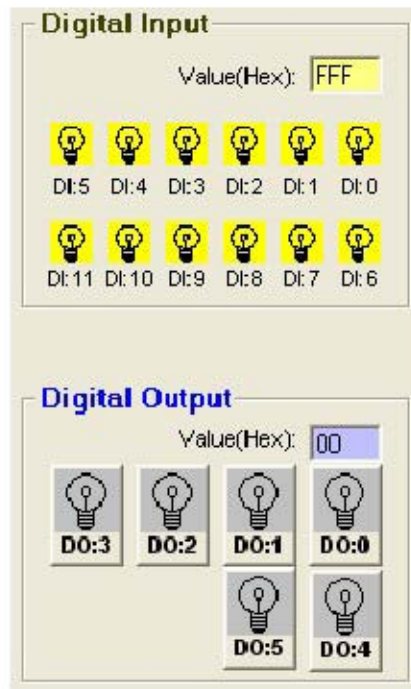 Digital Input
Value(Hex): FFF
DI:5 DI:4 DI:3 DI:2 DI:1 DI:0
DI:11 DI:10 DI:9 DI:8 DI:7 DI:6
Digital Output
Value(Hex): 00
DO:3 DO:2 DO:1 DO:0
DO:5 DO:4